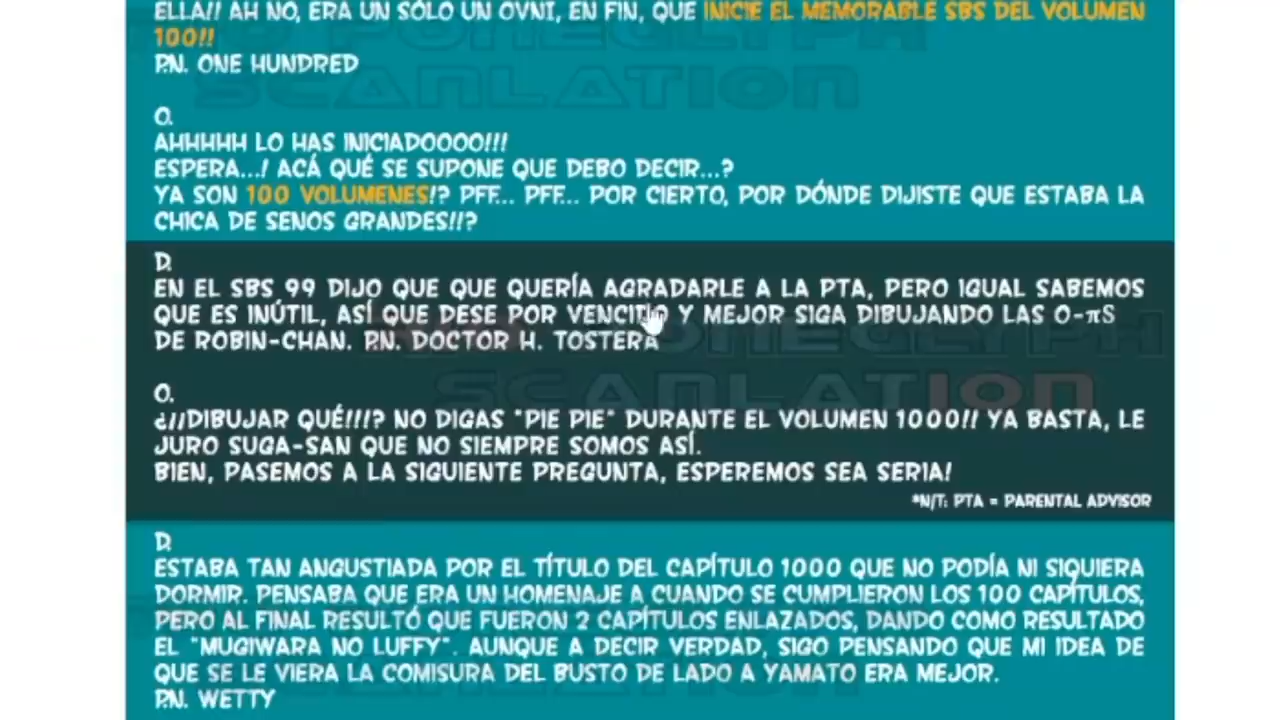 ELLA!! AH NO, ERA UN SÓLO UN OVNI, EN FIN, QUE INICIE EL MEMORABLE SBS DEL VOLUMEN
100!!
P.N. ONE HUNDRED
O.
AHHHHH LO HAS INICIADOOOO!!!
ESPERA...! ACÁ QUÉ SE SUPONE QUE DEBO DECIR...?
YA SON 100 VOLUMENES!? PFF... PFF... POR CIERTO, POR DÓNDE DIJISTE QUE ESTABA LA
CHICA DE SENOS GRANDES!!?
D.
EN EL SBS 99 DIJO QUE QUE QUERÍA AGRADARLE A LA PTA, PERO IGUAL SABEMOS
QUE ES INÚTIL, ASÍ QUE DESE POR VENCIDO Y MEJOR SIGA DIBUJANDO LAS O-πS
DE ROBIN-CHAN. P.N. DOCTOR H. TOSTERA
PONEGLYPH
SCANLATION
O.
¿¡¡DIBUJAR QUÉ!!!? NO DIGAS "PIE PIE" DURANTE EL VOLUMEN 1000!! YA BASTA, LE
JURO SUGA-SAN QUE NO SIEMPRE SOMOS ASÍ.
BIEN, PASEMOS A LA SIGUIENTE PREGUNTA, ESPEREMOS SEA SERIA!
*N/T: PTA = PARENTAL ADVISOR
D.
ESTABA TAN ANGUSTIADA POR EL TÍTULO DEL CAPÍTULO 1000 QUE NO PODÍA NI SIQUIERA
DORMIR. PENSABA QUE ERA UN HOMENAJE A CUANDO SE CUMPLIERON LOS 100 CAPÍTULOS,
PERO AL FINAL RESULTÓ QUE FUERON 2 CAPÍTULOS ENLAZADOS, DANDO COMO RESULTADO
EL "MUGIWARA NO LUFFY". AUNQUE A DECIR VERDAD, SIGO PENSANDO QUE MI IDEA DE
QUE SE LE VIERA LA COMISURA DEL BUSTO DE LADO A YAMATO ERA MEJOR.
P.N. WETTY